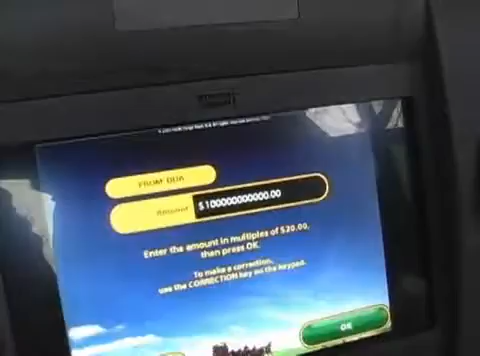 FROM DDA
Amount $100000000000.00
Enter the amount in multiples of $20.00,
then press OK.
To make a correction,
use the CORRECTION key on the keypad.
OK